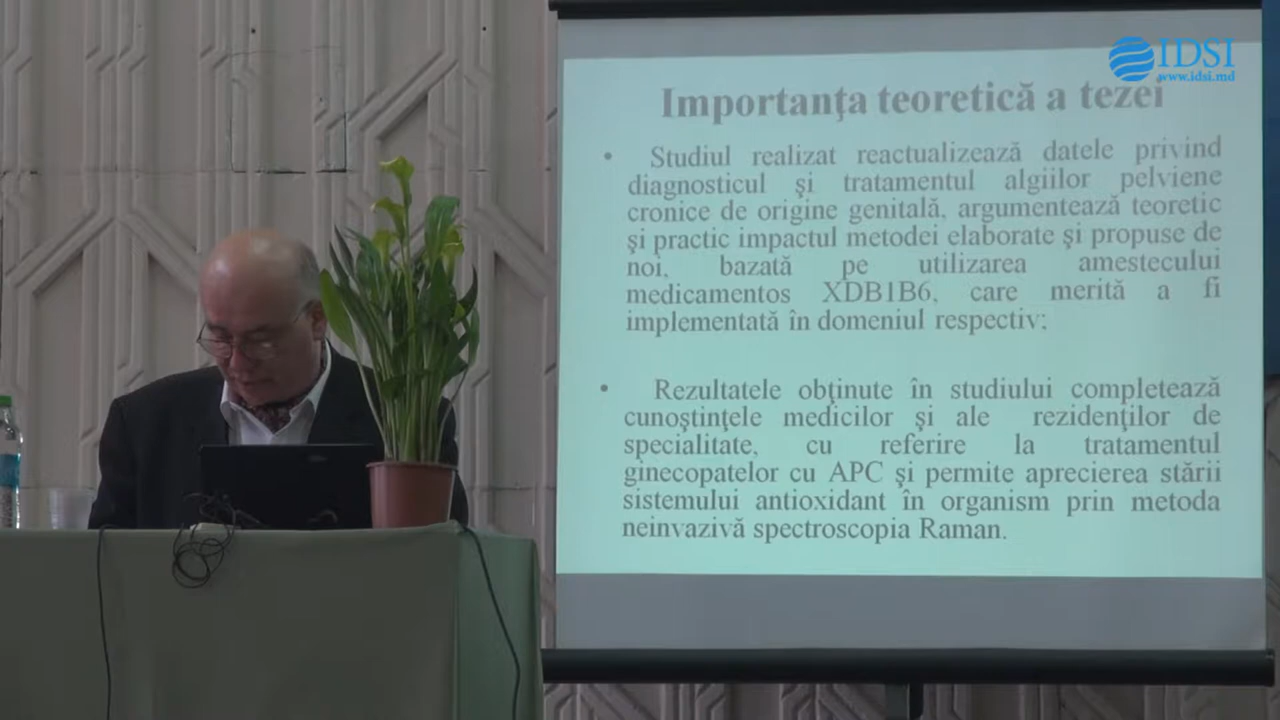 IDSI
www.idsi.md
Importanţa teoretică a tezei
• Studiul realizat reactualizează datele privind
diagnosticul şi tratamentul algiilor pelviene
cronice de origine genitală, argumentează teoretic
şi practic impactul metodei elaborate şi propuse de
noi, bazată pe utilizarea amestecului
medicamentos XDB1B6, care merită a fi
implementată în domeniul respectiv;
• Rezultatele obţinute în studiului completează
cunoştinţele medicilor şi ale rezidenţilor de
specialitate, cu referire la tratamentul
ginecopatelor cu APC şi permite aprecierea stării
sistemului antioxidant în organism prin metoda
neinvazivă spectroscopia Raman.